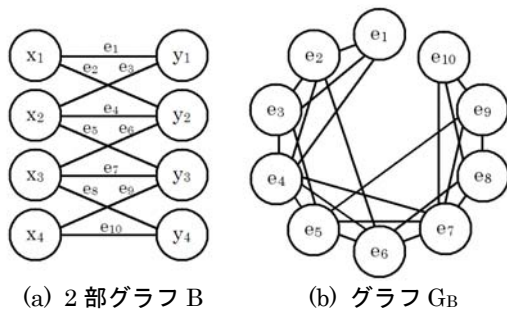 x1 e1 y1
e2 e3
x2 e4 y2
e5 e6
x3 e7 y3
e8 e9
x4 e10 y4
(a) 2 部グラフ B
e1
e2 e10
e3 e9
e4 e8
e5 e7
e6
(b) グラフ GB